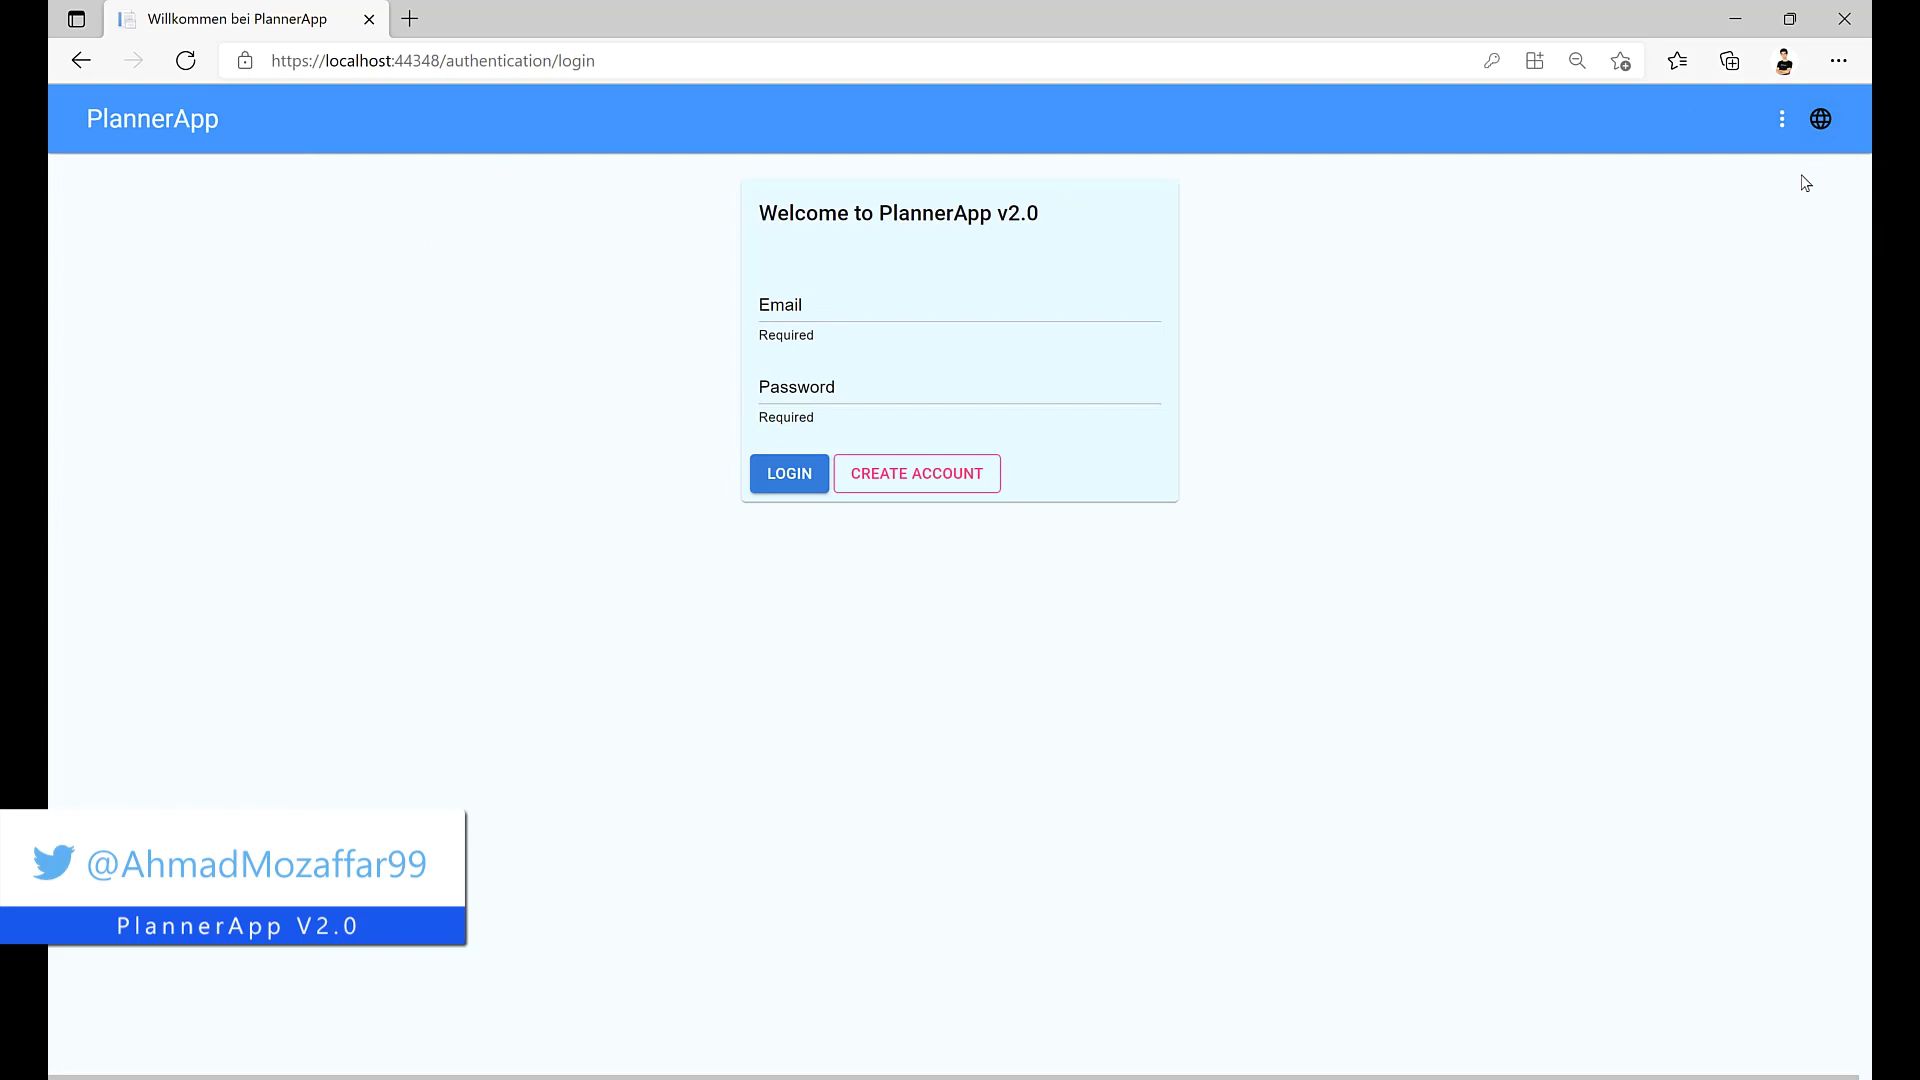 Willkommen bei PlannerApp
https://localhost:44348/authentication/login
PlannerApp
Welcome to PlannerApp v2.0
Email
Required
Password
Required
LOGIN CREATE ACCOUNT
@AhmadMozaffar99
PlannerApp V2.0